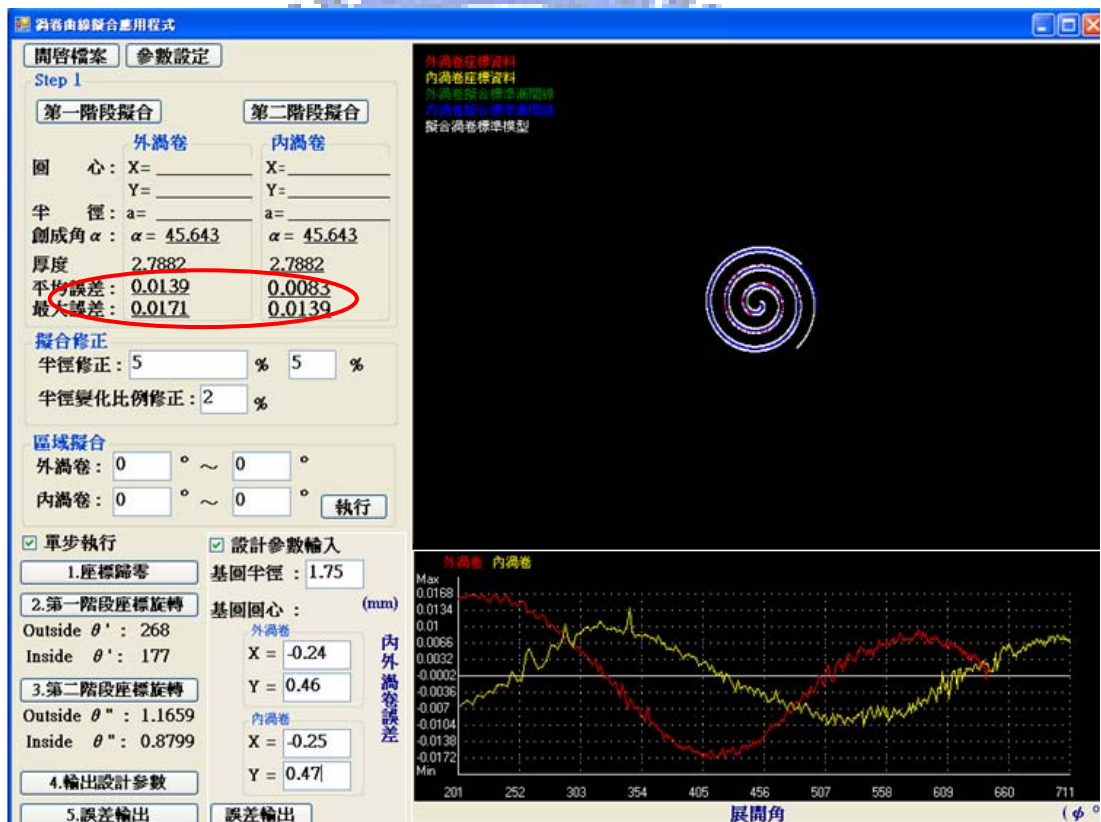 渦卷曲線擬合應用程式
開啓檔案 參數設定
Step 1
第一階段擬合 第二階段擬合
外渦卷 內渦卷
圓 心： X= X=
Y= Y=
半 徑： a= a=
創成角α： α= 45.643 α= 45.643
厚度 2.7882 2.7882
平均誤差： 0.0139 0.0083
最大誤差： 0.0171 0.0139
擬合修正
半徑修正： 5 % 5 %
半徑變化比例修正： 2 %
區域擬合
外渦卷： 0 ° ～ 0 °
內渦卷： 0 ° ～ 0 ° 執行
單步執行
1.座標歸零
2.第一階段座標旋轉
Outside θ' : 268
Inside θ' : 177
3.第二階段座標旋轉
Outside θ" : 1.1659
Inside θ" : 0.8799
4.輸出設計參數
5.誤差輸出
設計參數輸入
基圓半徑 : 1.75
基圓圓心 : (mm)
外渦卷
X = -0.24
Y = 0.46
內渦卷
X = -0.25
Y = 0.47
誤差輸出
外渦卷座標資料
內渦卷座標資料
外渦卷擬合標準漸開線
內渦卷擬合標準漸開線
擬合渦卷標準模型
內外渦卷誤差
外渦卷 內渦卷
Max
0.0168
0.0134
0.01
0.0066
0.0032
-0.0002
-0.0036
-0.007
-0.0104
-0.0138
-0.0172
Min
201 252 303 354 405 456 507 558 609 660 711
展開角 (φ °